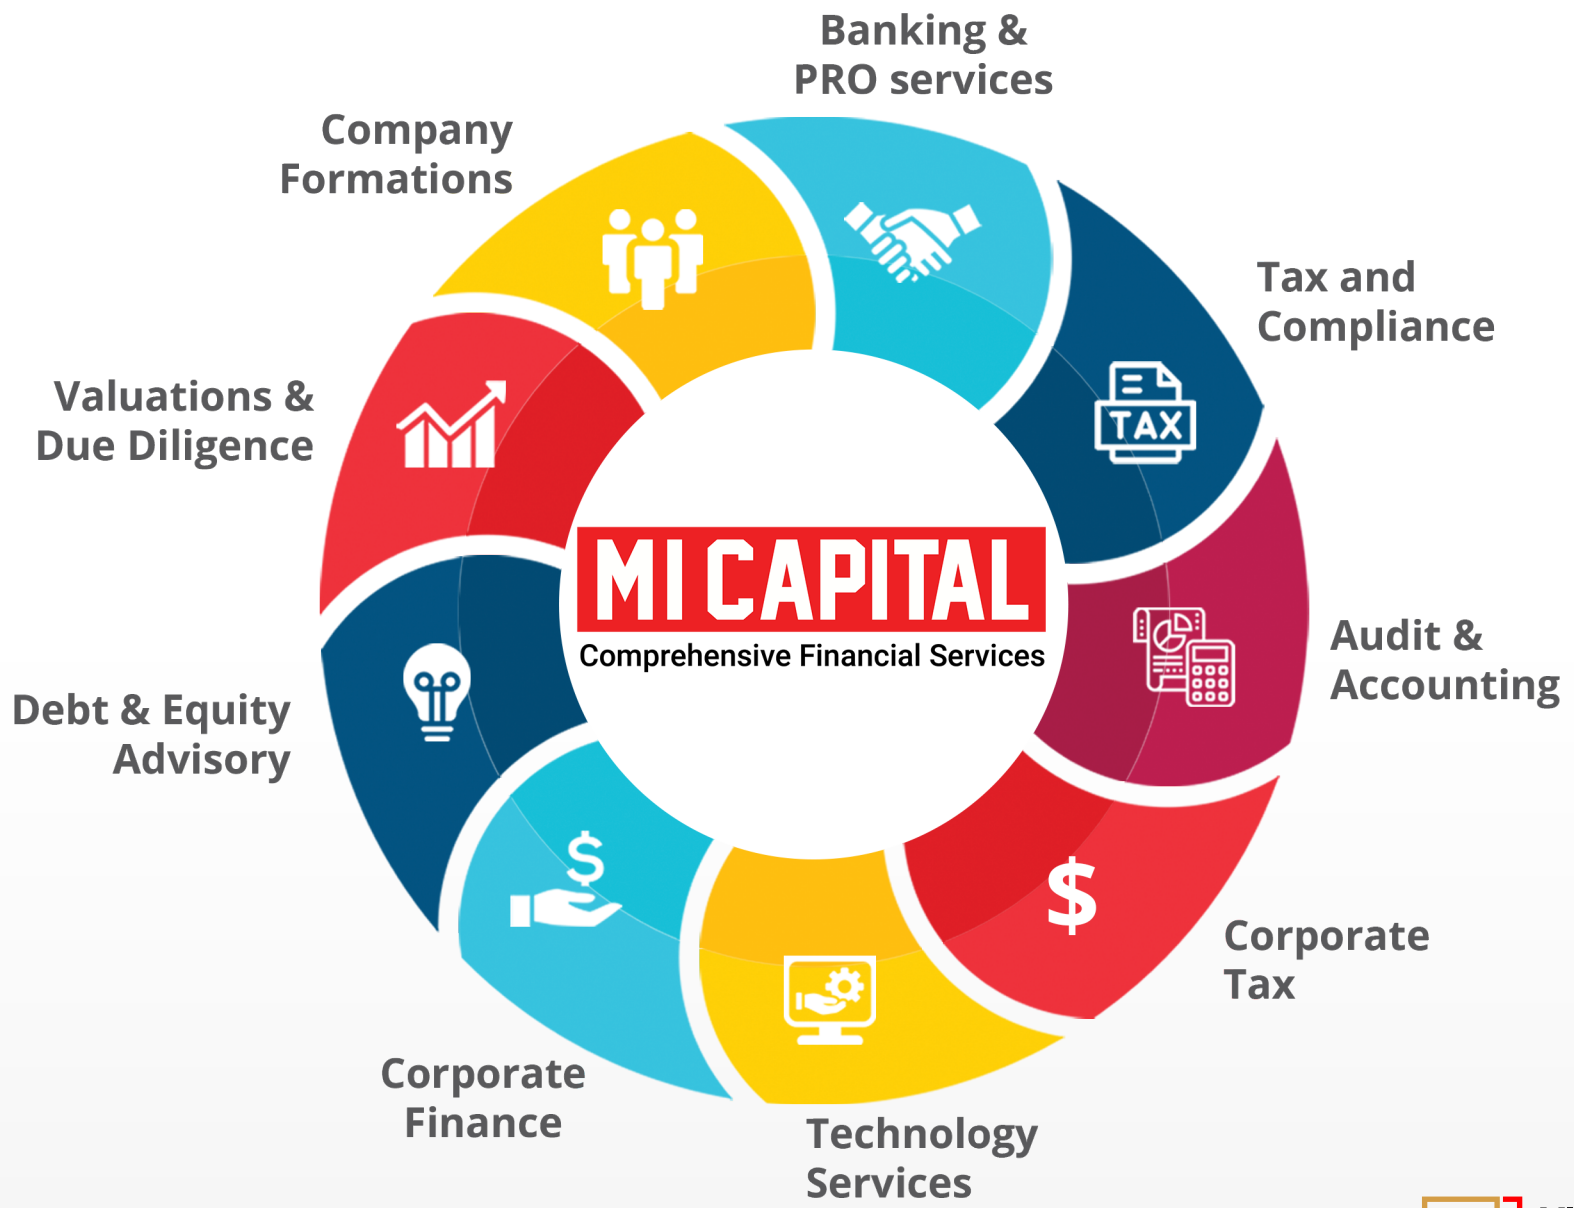 Banking &
PRO services
Company
Formations
Tax and
Compliance
TAX
Valuations &
Due Diligence
MI CAPITAL
Comprehensive Financial Services
Audit &
Accounting
Debt & Equity
Advisory
$
$
Corporate
Tax
Corporate
Finance
Technology
Services